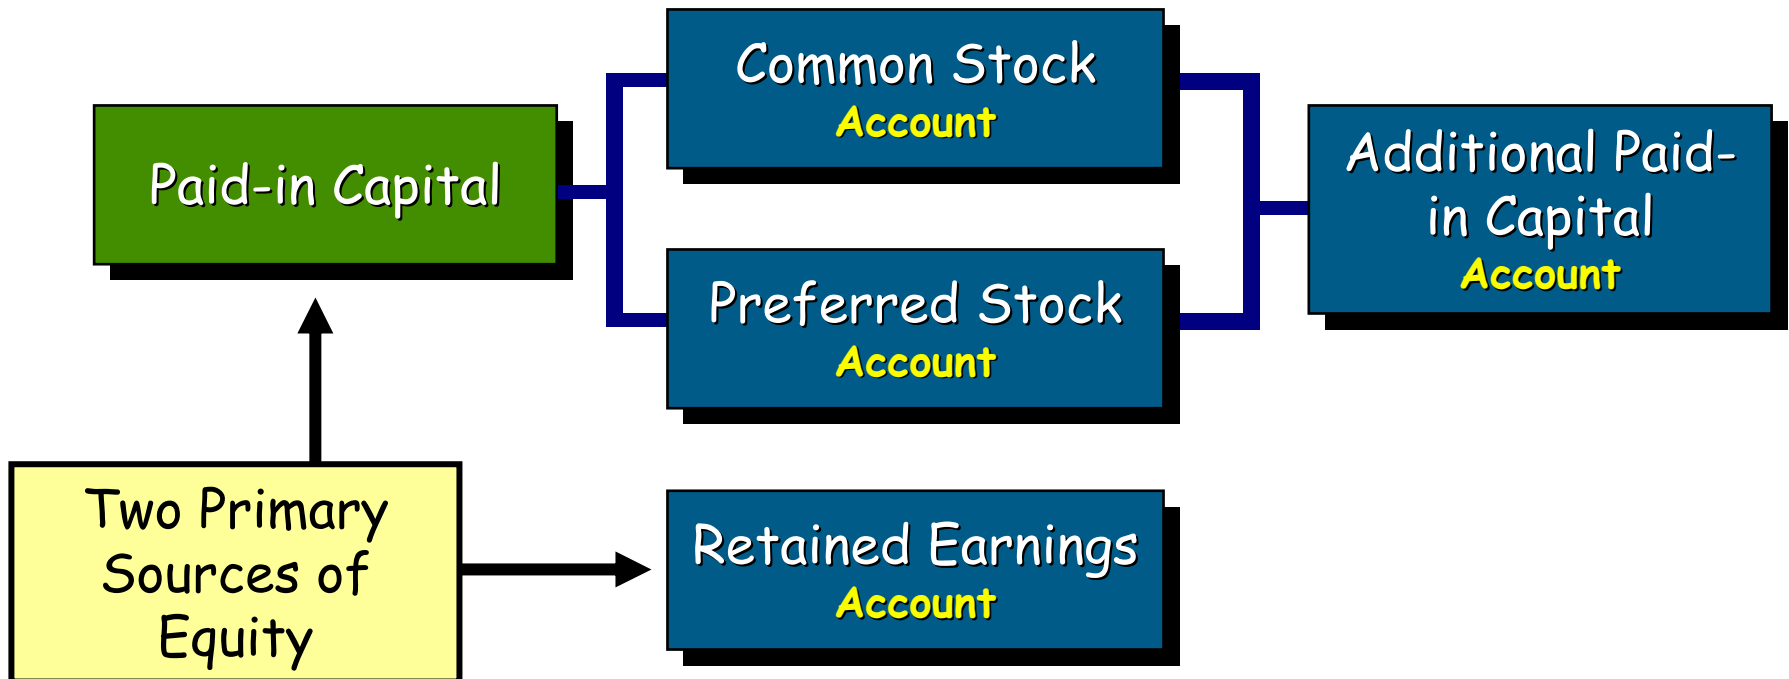 Common Stock
Account
Paid-in Capital
Additional Paid-
in Capital
Account
Preferred Stock
Account
Two Primary
Sources of
Equity
Retained Earnings
Account